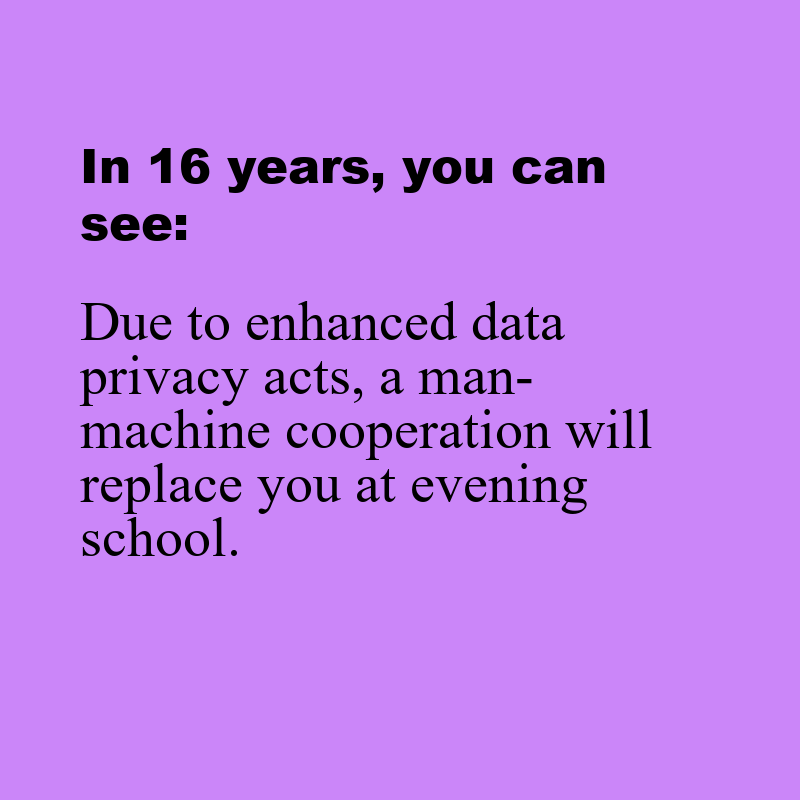 In 16 years, you can
see:
Due to enhanced data
privacy acts, a man-
machine cooperation will
replace you at evening
school.